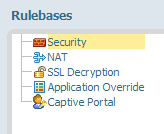 Rulebases
Security
NAT
SSL Decryption
Application Override
Captive Portal